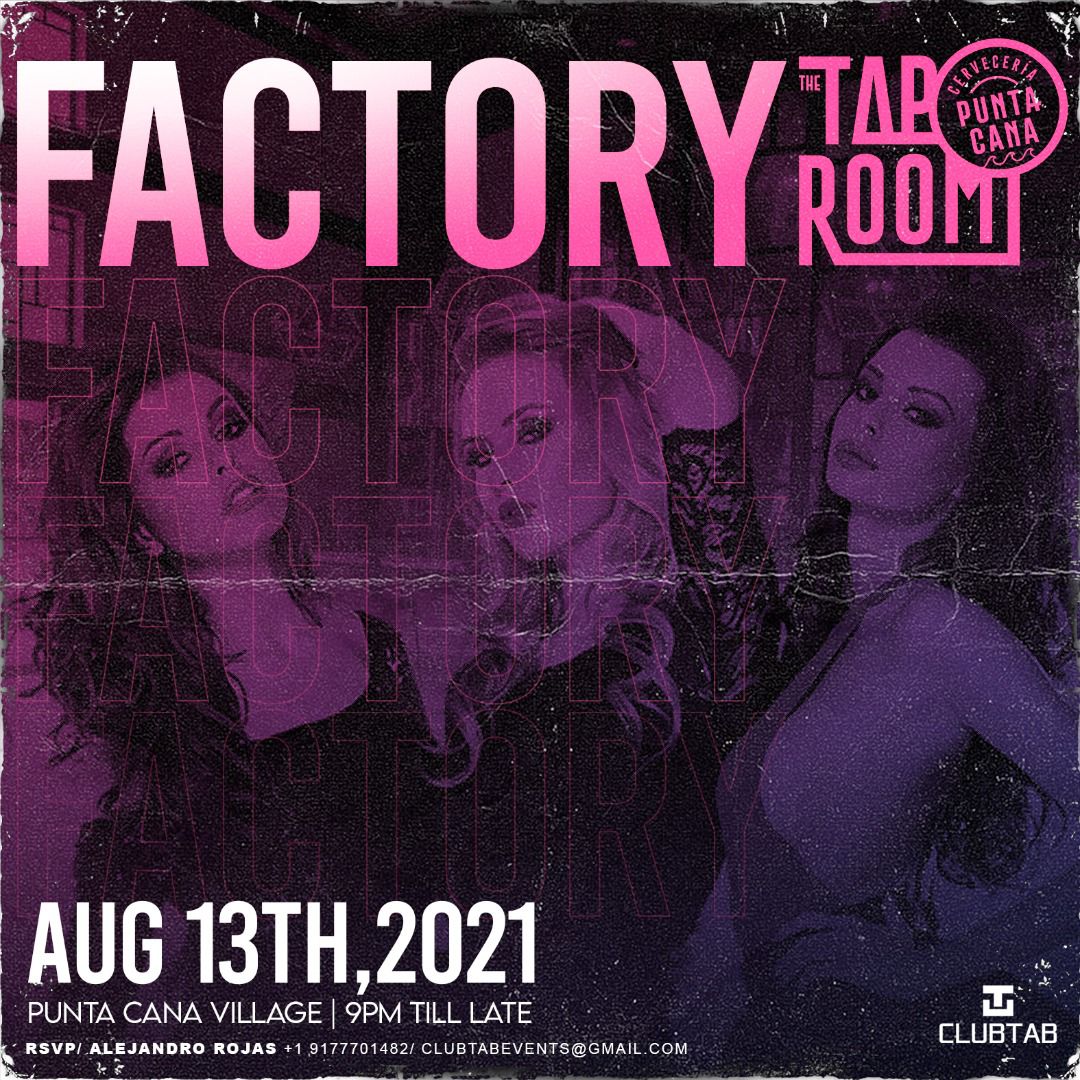 FACTORY
THE TAP
ROOM
CERVECERÍA
PUNTA
CANA
FACTORY
FACTORY
FACTORY
AUG 13TH,2021
PUNTA CANA VILLAGE | 9PM TILL LATE
RSVP/ ALEJANDRO ROJAS +1 9177701482/ CLUBTABEVENTS@GMAIL.COM
CLUBTAB